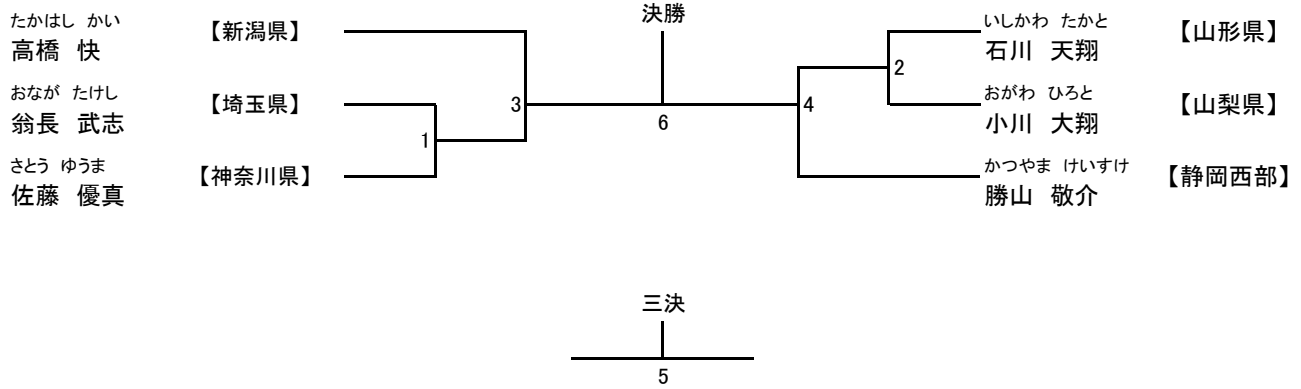 決勝
たかはし かい
高橋 快
【新潟県】
おなが たけし
翁長 武志
【埼玉県】
さとう ゆうま
佐藤 優真
【神奈川県】
1
3
6
4
2
いしかわ たかと
石川 天翔
【山形県】
おがわ ひろと
小川 大翔
【山梨県】
かつやま けいすけ
勝山 敬介
【静岡西部】
三決
5